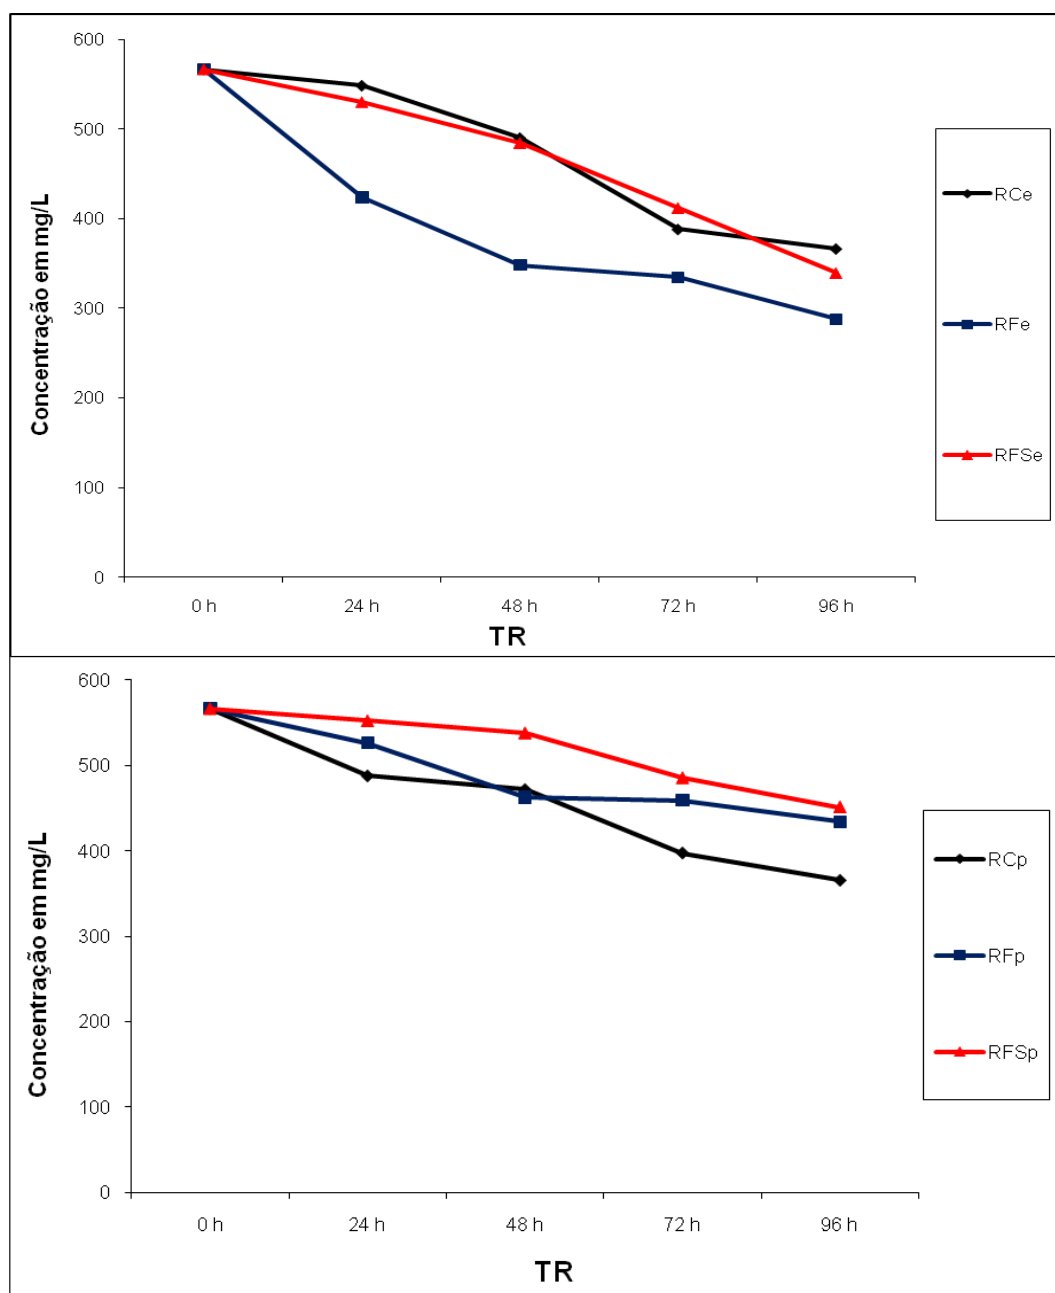 600
500
400
300
200
100
0
Concentração em mg/L
0 h 24 h 48 h 72 h 96 h
TR
RCe
RFe
RFSe
600
500
400
300
200
100
0
Concentração em mg/L
0 h 24 h 48 h 72 h 96 h
TR
RCp
RFp
RFSp